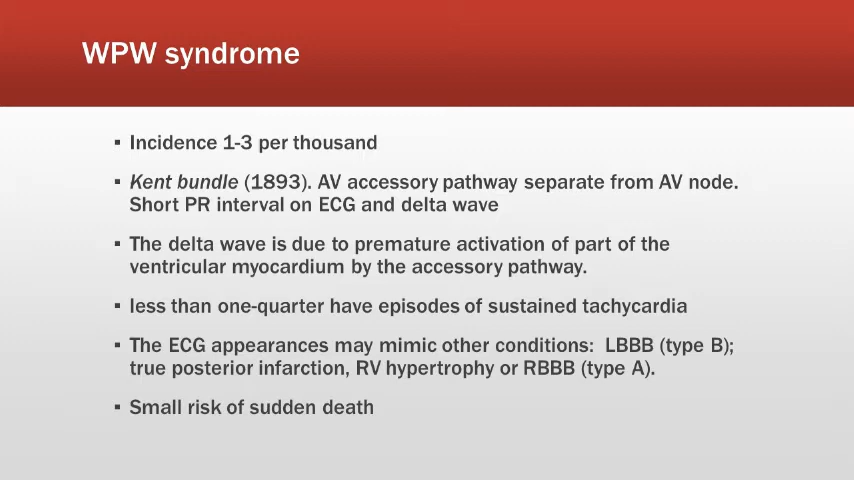 WPW syndrome
▪ Incidence 1-3 per thousand
▪ Kent bundle (1893). AV accessory pathway separate from AV node.
Short PR interval on ECG and delta wave
▪ The delta wave is due to premature activation of part of the
ventricular myocardium by the accessory pathway.
▪ less than one-quarter have episodes of sustained tachycardia
▪ The ECG appearances may mimic other conditions:  LBBB (type B);
true posterior infarction, RV hypertrophy or RBBB (type A).
▪ Small risk of sudden death